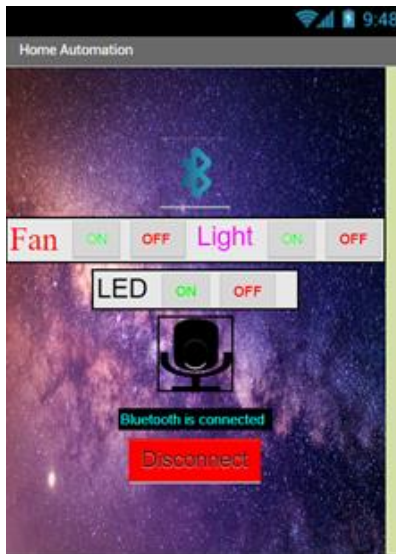 9:48
Home Automation
Fan ON OFF Light ON OFF
LED ON OFF
Bluetooth is connected
Disconnect